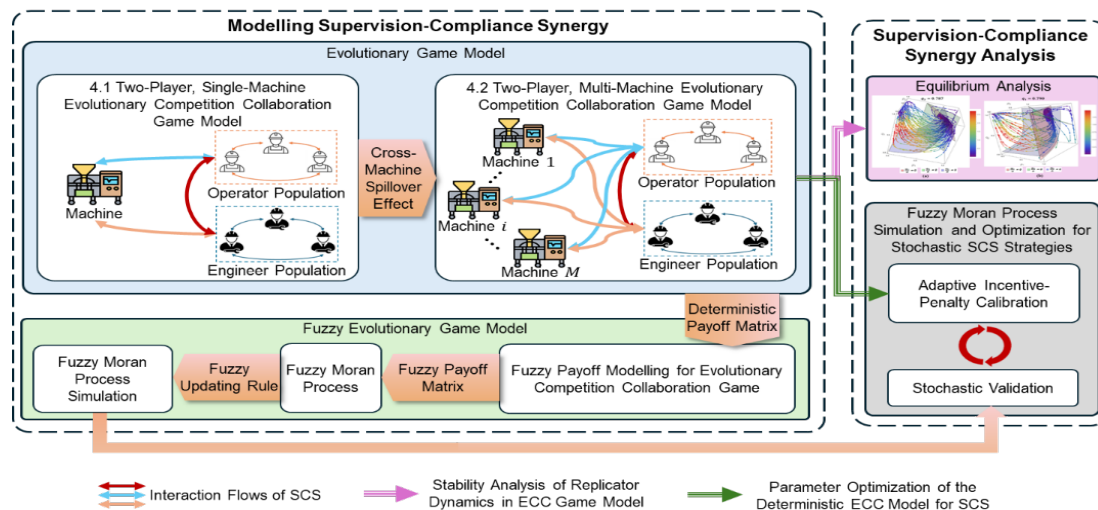 Modelling Supervision-Compliance Synergy
Evolutionary Game Model
4.1 Two-Player, Single-Machine
Evolutionary Competition Collaboration
Game Model
Machine
Operator Population
Engineer Population
Cross-
Machine
Spillover
Effect
4.2 Two-Player, Multi-Machine Evolutionary
Competition Collaboration Game Model
Machine 1
Machine i
Machine M
Operator Population
Engineer Population
Deterministic
Payoff Matrix
Fuzzy Evolutionary Game Model
Fuzzy Moran
Process
Simulation
Fuzzy
Updating Rule
Fuzzy Moran
Process
Fuzzy Payoff
Matrix
Fuzzy Payoff Modelling for Evolutionary
Competition Collaboration Game
Supervision-Compliance
Synergy Analysis
Equilibrium Analysis
Fuzzy Moran Process
Simulation and Optimization for
Stochastic SCS Strategies
Adaptive Incentive-
Penalty Calibration
Stochastic Validation
Interaction Flows of SCS
Stability Analysis of Replicator
Dynamics in ECC Game Model
Parameter Optimization of the
Deterministic ECC Model for SCS